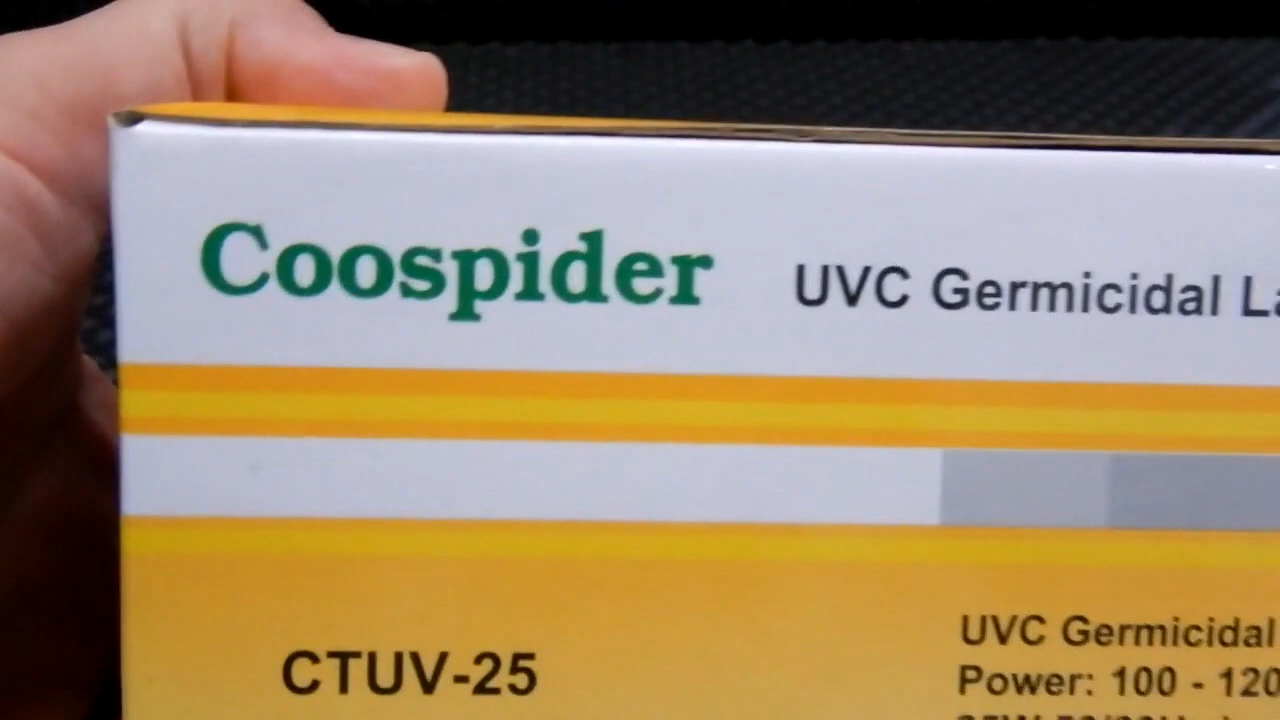 Coospider UVC Germicidal
CTUV-25
UVC Germicidal
Power: 100 - 120